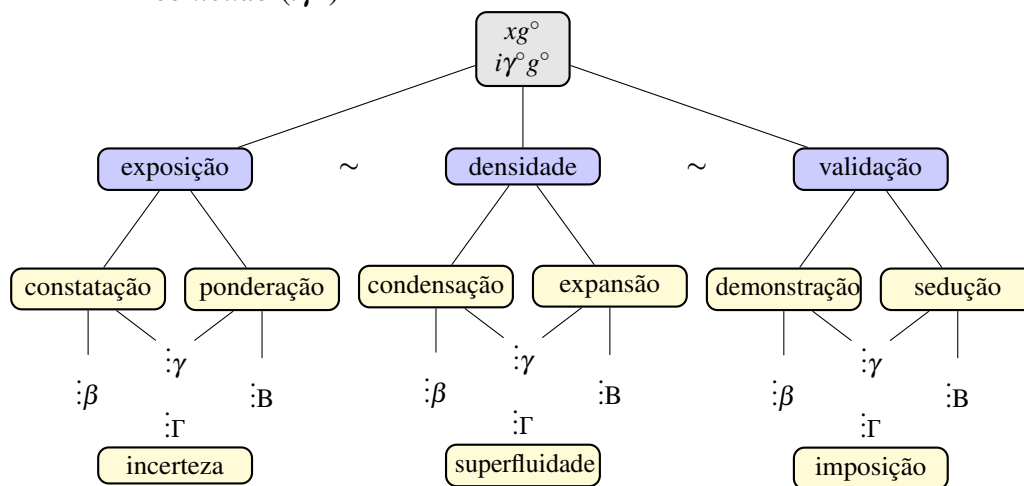 xg°
iγ°g°
exposição ~ densidade ~ validação
constatação ponderação condensação expansão demonstração sedução
⋮γ ⋮γ ⋮γ
⋮β ⋮B ⋮β ⋮B ⋮β ⋮B
⋮Γ ⋮Γ ⋮Γ
incerteza superfluidade imposição